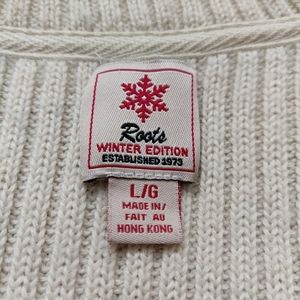 Roots
WINTER EDITION
ESTABLISHED 1973
L/G
MADE IN/
FAIT AU
HONG KONG